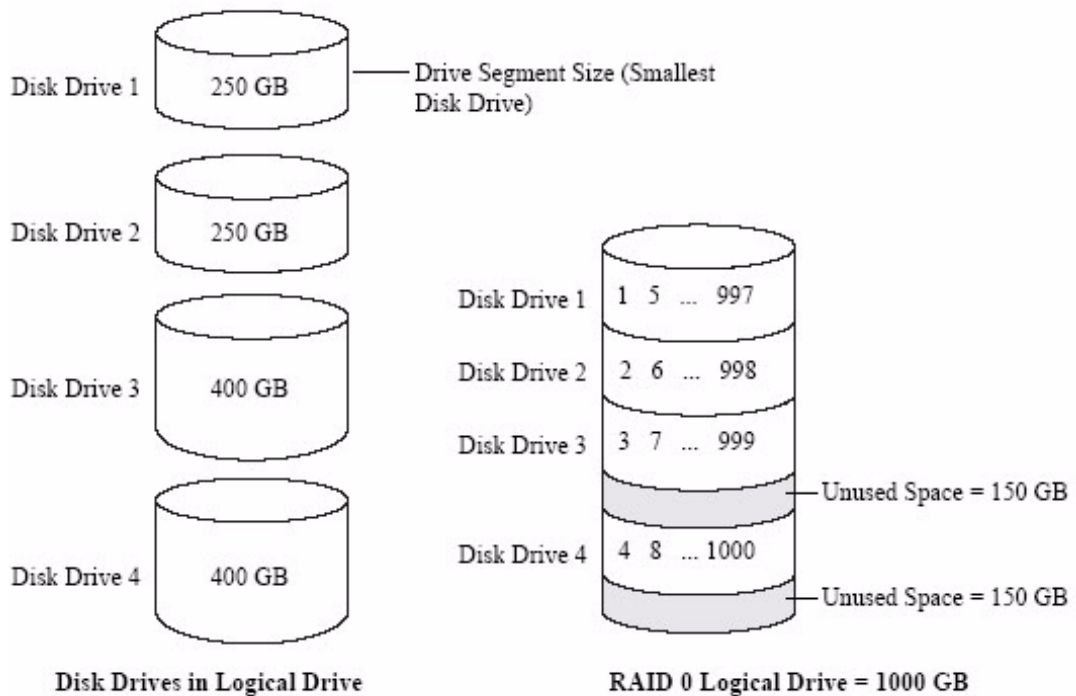 Disk Drive 1
250 GB
Drive Segment Size (Smallest
Disk Drive)
Disk Drive 2
250 GB
Disk Drive 3
400 GB
Disk Drive 4
400 GB
Disk Drives in Logical Drive
Disk Drive 1
1 5 ... 997
Disk Drive 2
2 6 ... 998
Disk Drive 3
3 7 ... 999
Unused Space = 150 GB
Disk Drive 4
4 8 ... 1000
Unused Space = 150 GB
RAID 0 Logical Drive = 1000 GB